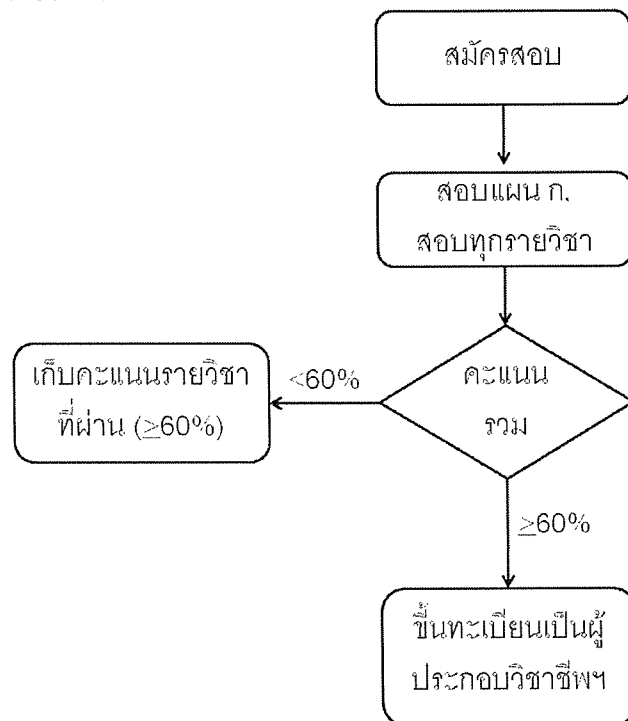 สมัครสอบ
สอบแผน ก.
สอบทุกรายวิชา
คะแนน
รวม
<60%
เก็บคะแนนรายวิชา
ที่ผ่าน (≥60%)
≥60%
ขึ้นทะเบียนเป็นผู้
ประกอบวิชาชีพฯ